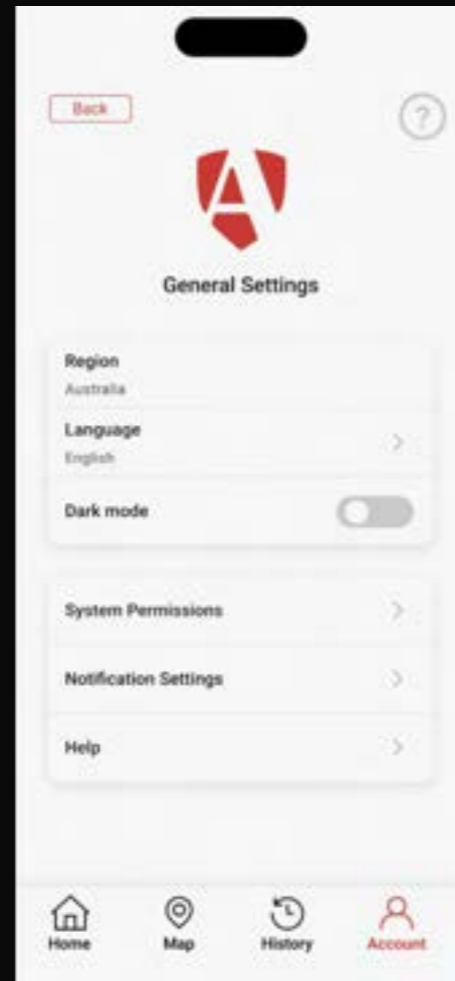 Back
?
General Settings
Region
Australia
Language
English
Dark mode
System Permissions
Notification Settings
Help
Home
Map
History
Account